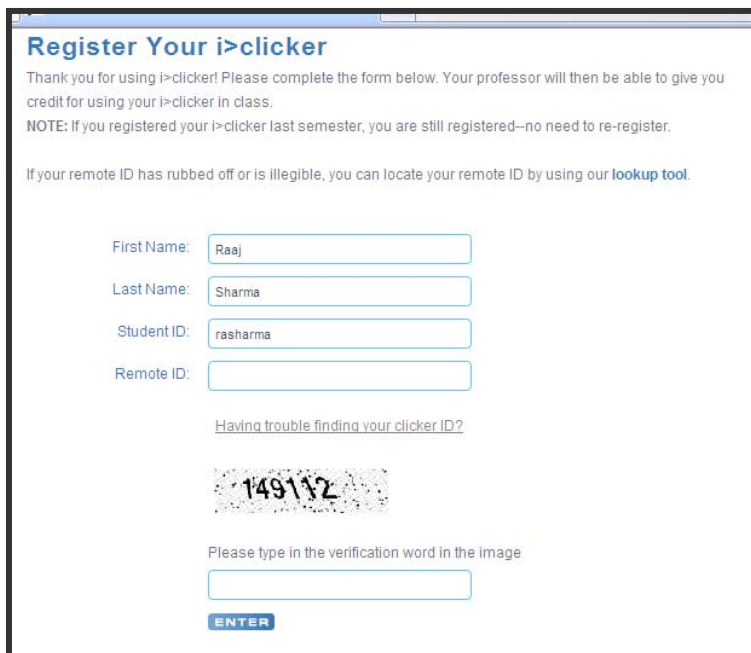 Register Your i>clicker
Thank you for using i>clicker! Please complete the form below. Your professor will then be able to give you
credit for using your i>clicker in class.
NOTE: If you registered your i>clicker last semester, you are still registered--no need to re-register.
If your remote ID has rubbed off or is illegible, you can locate your remote ID by using our lookup tool.
First Name: Raaj
Last Name: Sharma
Student ID: rasharma
Remote ID:
Having trouble finding your clicker ID?
149112
Please type in the verification word in the image
ENTER